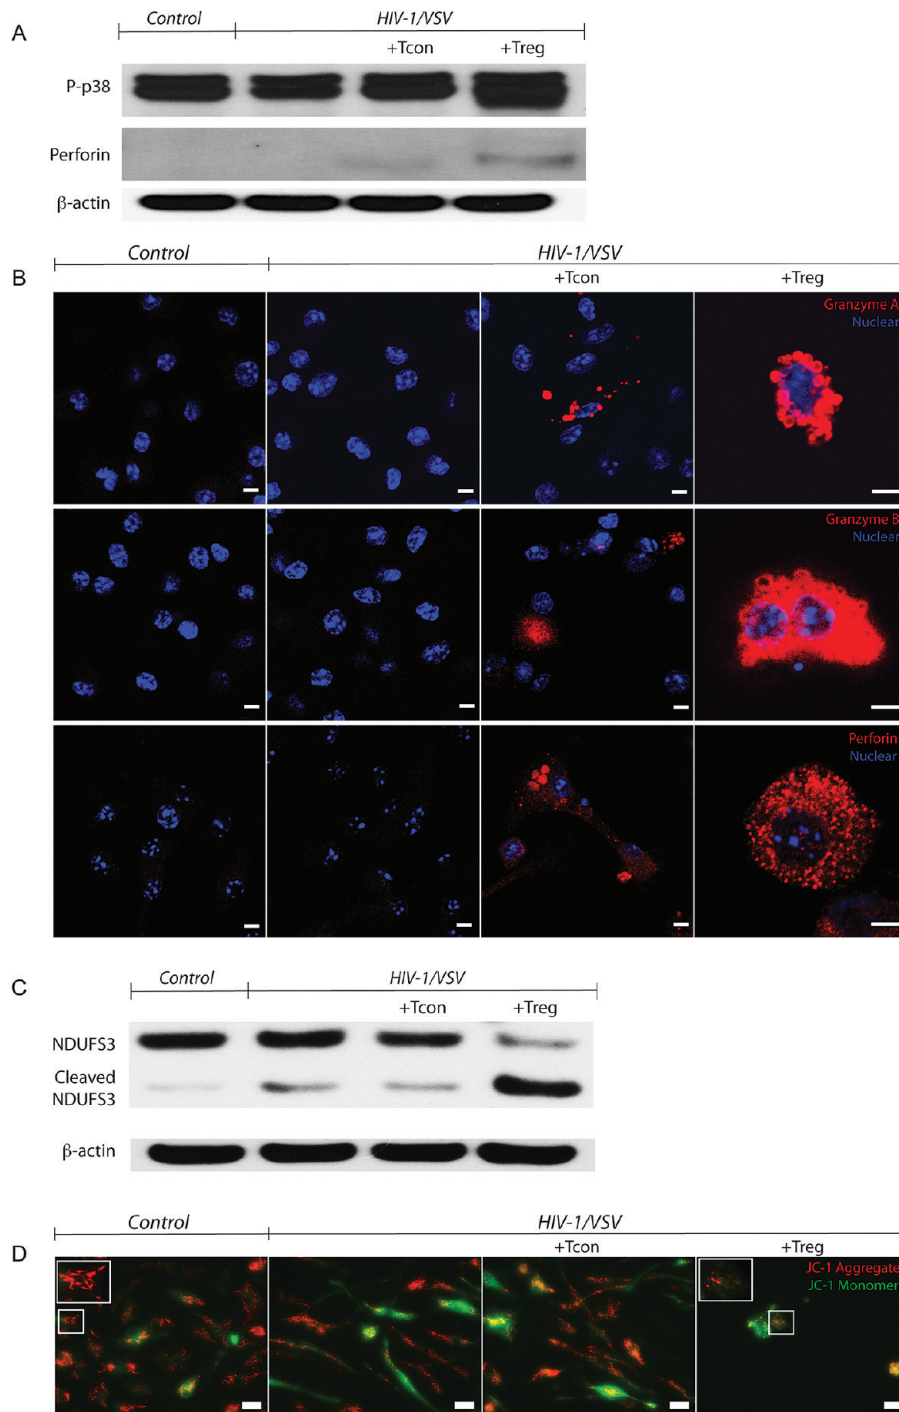 A
Control
HIV-1/VSV
+Tcon
+Treg
P-p38
Perforin
β-actin
Control
HIV-1/VSV
B
+Tcon
+Treg
Granzyme A
Nuclear
Granzyme B
Nuclear
Perforin
Nuclear
C
Control
HIV-1/VSV
+Tcon
+Treg
NDUFS3
Cleaved
NDUFS3
β-actin
Control
HIV-1/VSV
D
+Tcon
+Treg
JC-1 Aggregate
JC-1 Monomer